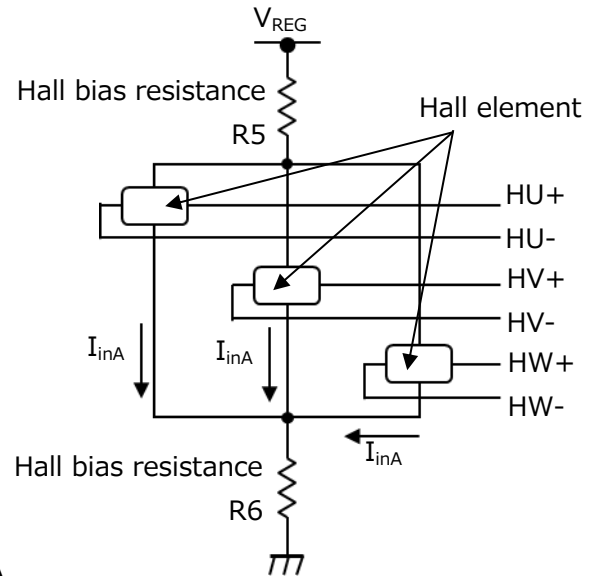 VREG
Hall bias resistance
R5
Hall element
HU+
HU-
HV+
HV-
HW+
HW-
IinA
IinA
IinA
Hall bias resistance
R6